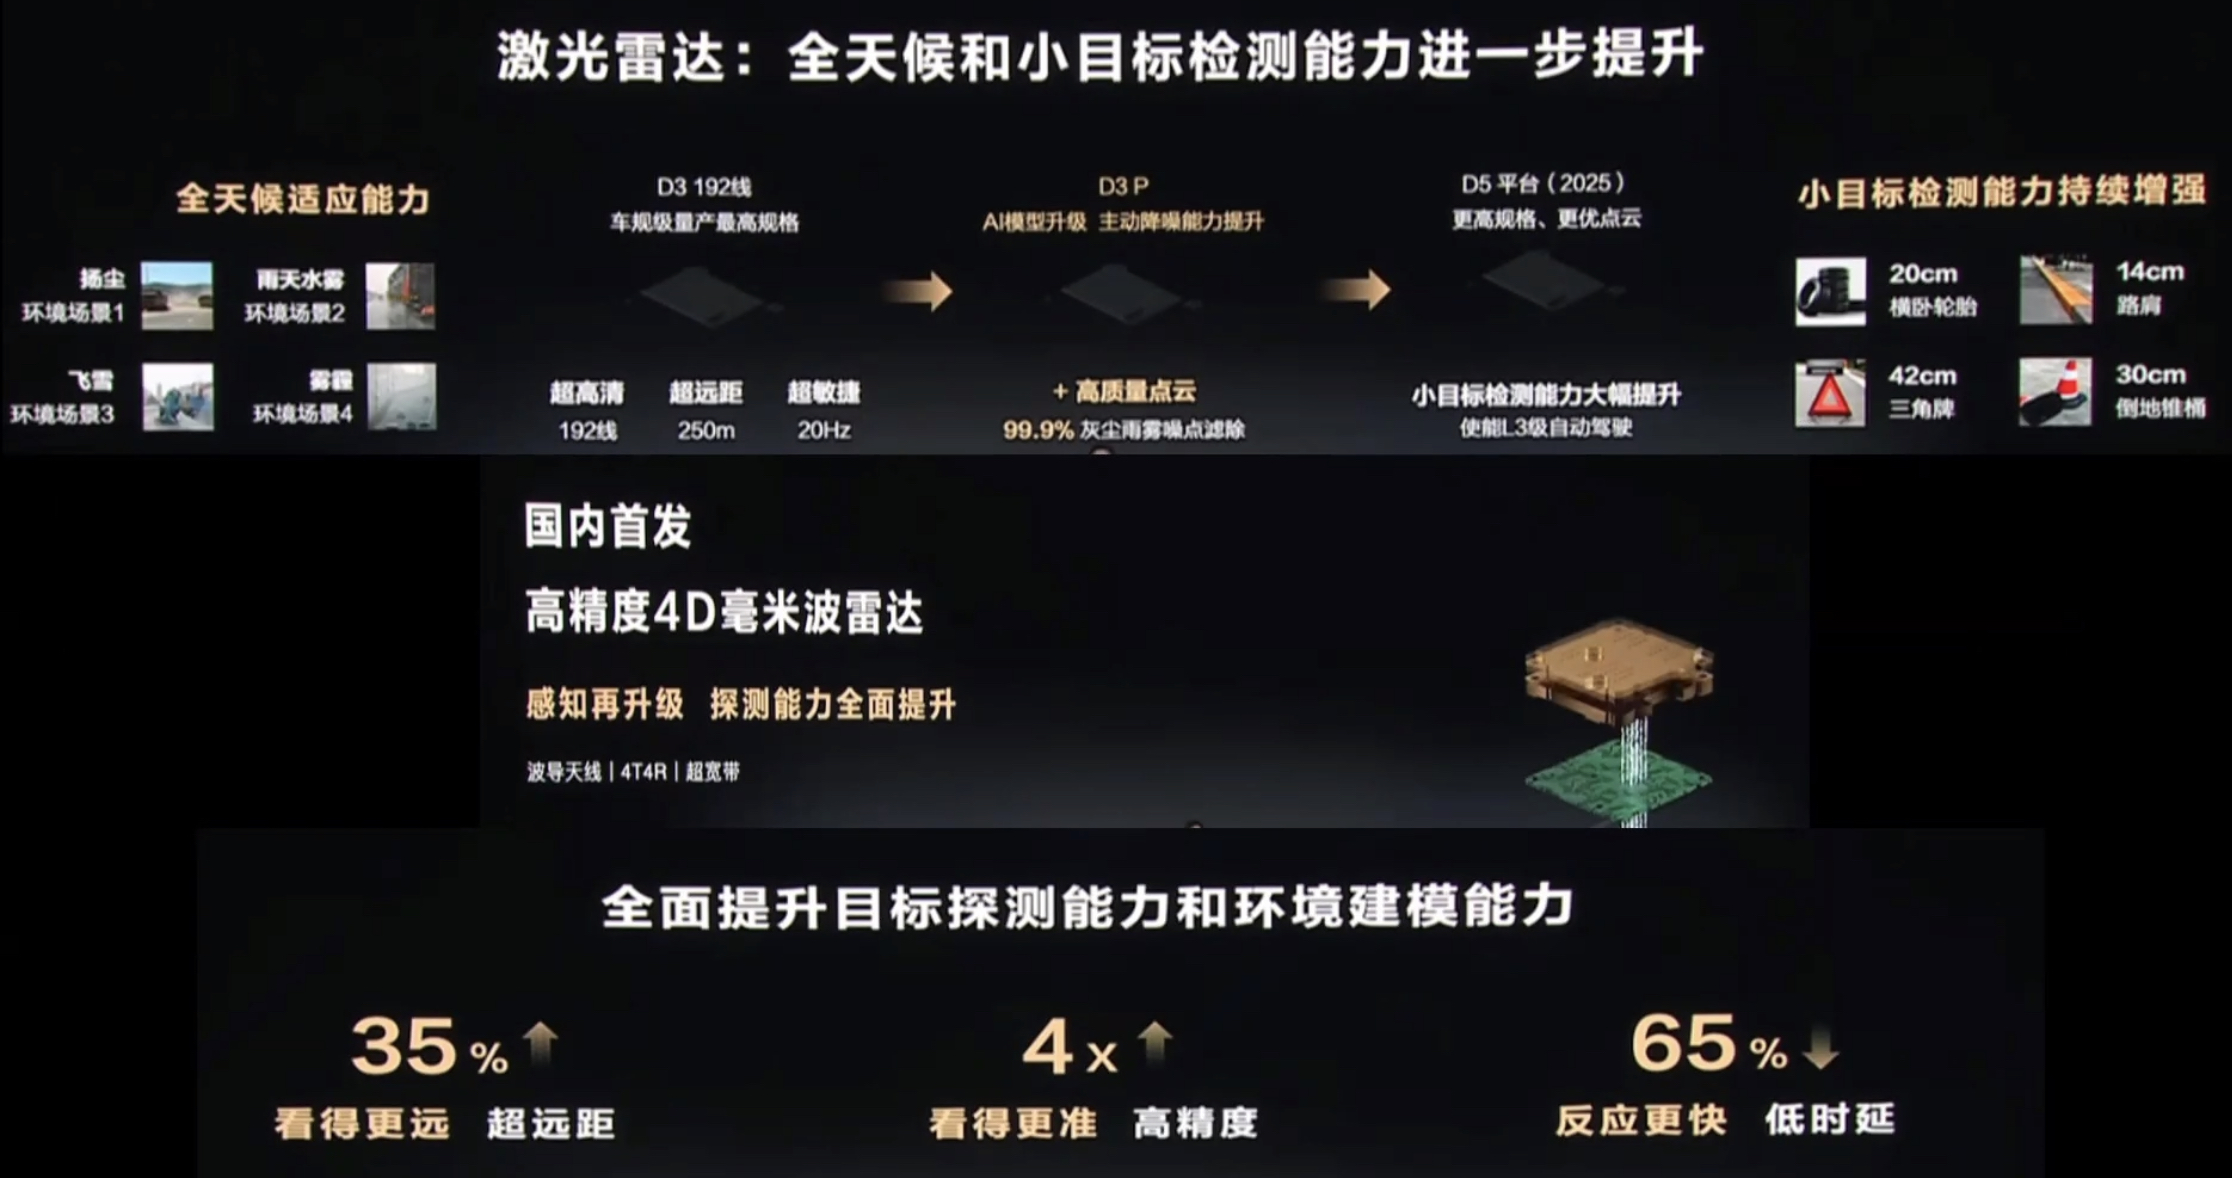 激光雷达：全天候和小目标检测能力进一步提升
全天候适应能力
扬尘
环境场景1
雨天水雾
环境场景2
飞雪
环境场景3
雾霾
环境场景4
D3 192线
车规级量产最高规格
超高清
192线
超远距
250m
超敏捷
20Hz
D3 P
AI模型升级 主动降噪能力提升
+ 高质量点云
99.9% 灰尘雨雾噪点滤除
D5 平台（2025）
更高规格、更优点云
小目标检测能力大幅提升
使能L3级自动驾驶
小目标检测能力持续增强
20cm
横卧轮胎
14cm
路肩
42cm
三角牌
30cm
倒地锥桶
国内首发
高精度4D毫米波雷达
感知再升级 探测能力全面提升
波导天线 | 4T4R | 超宽带
全面提升目标探测能力和环境建模能力
35%
看得更远 超远距
4x
看得更准 高精度
65%
反应更快 低时延